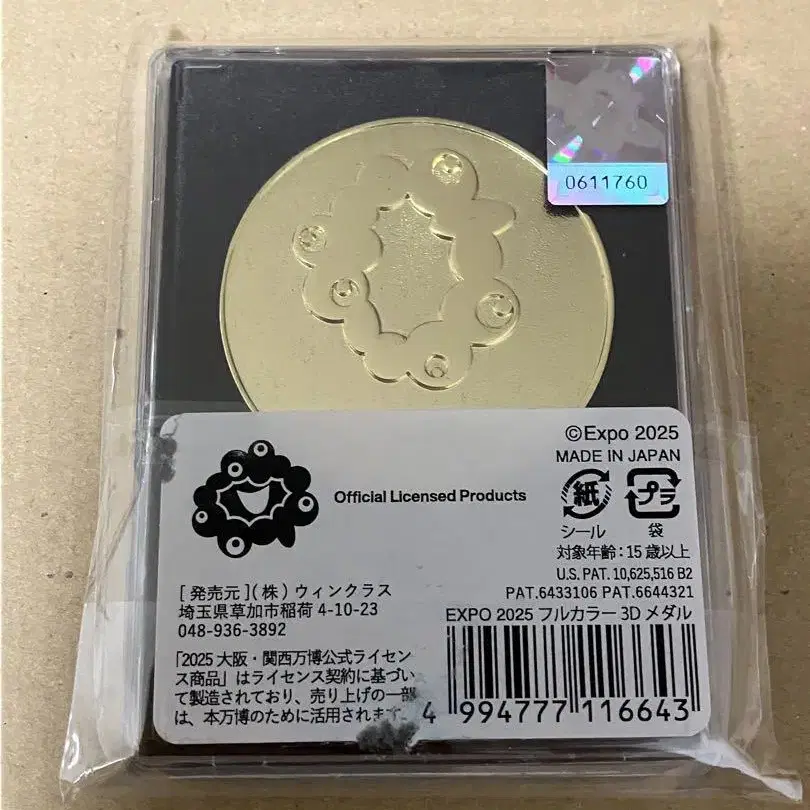 0611760
©Expo 2025
MADE IN JAPAN
Official Licensed Products
紙 プラ
シール 袋
対象年齢:15歳以上
U.S. PAT. 10,625,516 B2
PAT.6433106 PAT.6644321
EXPO 2025 フルカラー 3D メダル
[ 発売元 ](株)ウィンクラス
埼玉県草加市稲荷 4-10-23
048-936-3892
「2025 大阪・関西万博公式ライセン
ス商品」はライセンス契約に基づい
て製造されており、売り上げの一部
は、本万博のために活用されます。
4 994777 116643